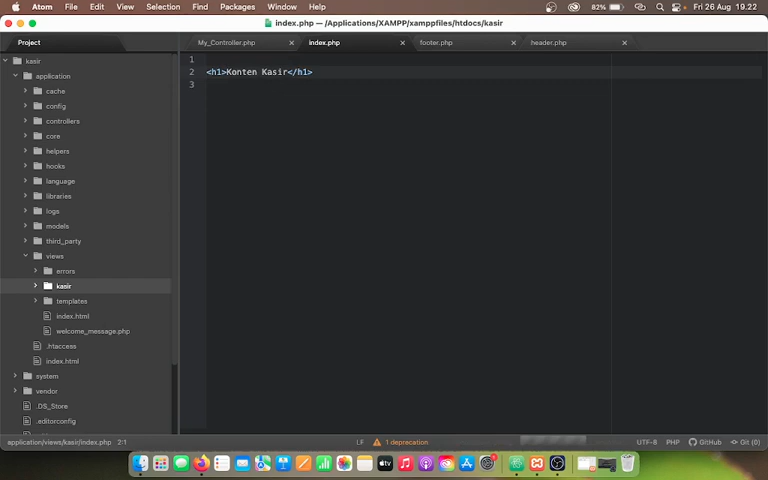 Atom File Edit View Selection Find Packages Window Help 82% Fri 26 Aug 19.22
index.php — /Applications/XAMPP/xamppfiles/htdocs/kasir
Project
My_Controller.php
index.php
footer.php
header.php
kasir
application
cache
config
controllers
core
helpers
hooks
language
libraries
logs
models
third_party
views
errors
kasir
templates
index.html
welcome_message.php
.htaccess
index.html
system
vendor
.DS_Store
.editorconfig
1
2 <h1>Konten Kasir</h1>
3
application/views/kasir/index.php 2:1 LF 1 deprecation UTF-8 PHP GitHub Git (0)